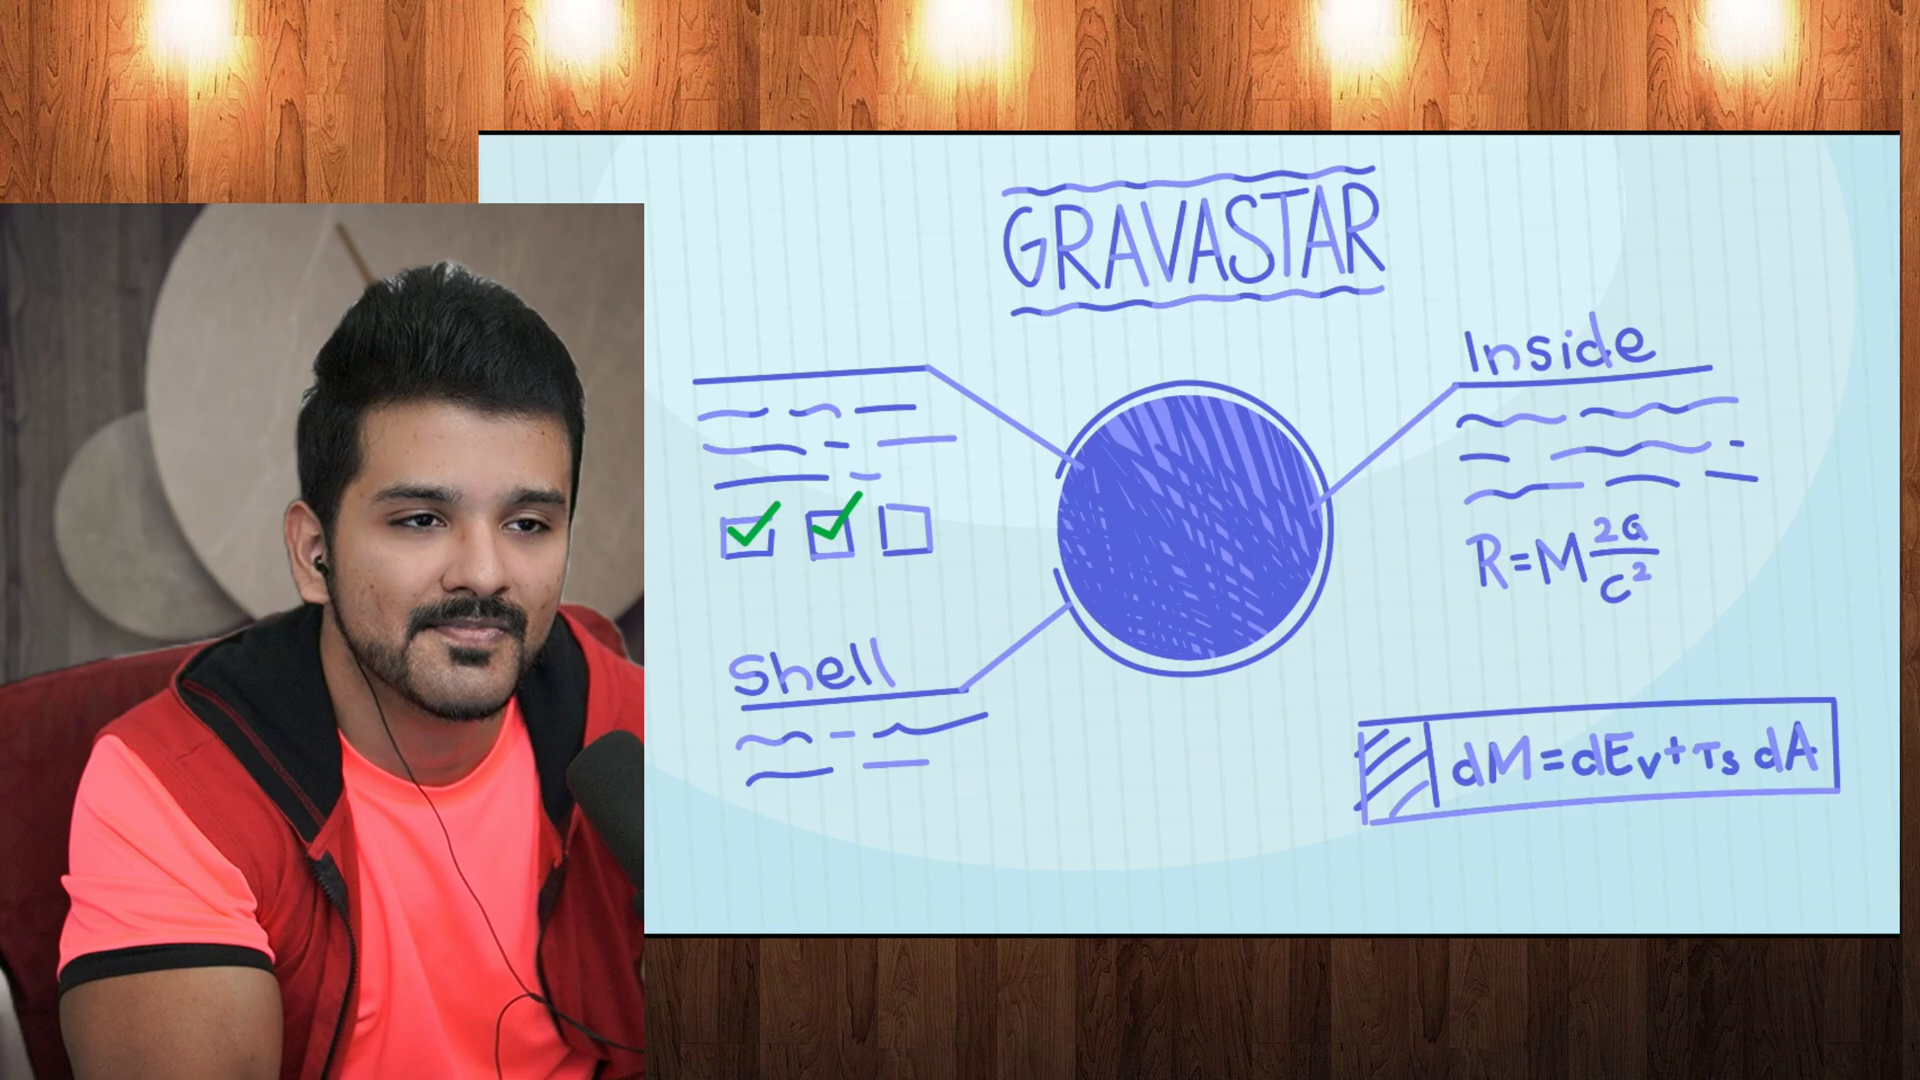 GRAVASTAR
Inside
R=M 2G/C²
Shell
dM=dEv+τs dA